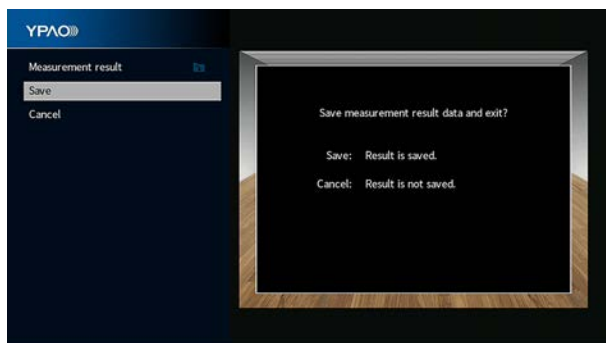 YPAO
Measurement result
Save
Cancel
Save measurement result data and exit?
Save: Result is saved.
Cancel: Result is not saved.